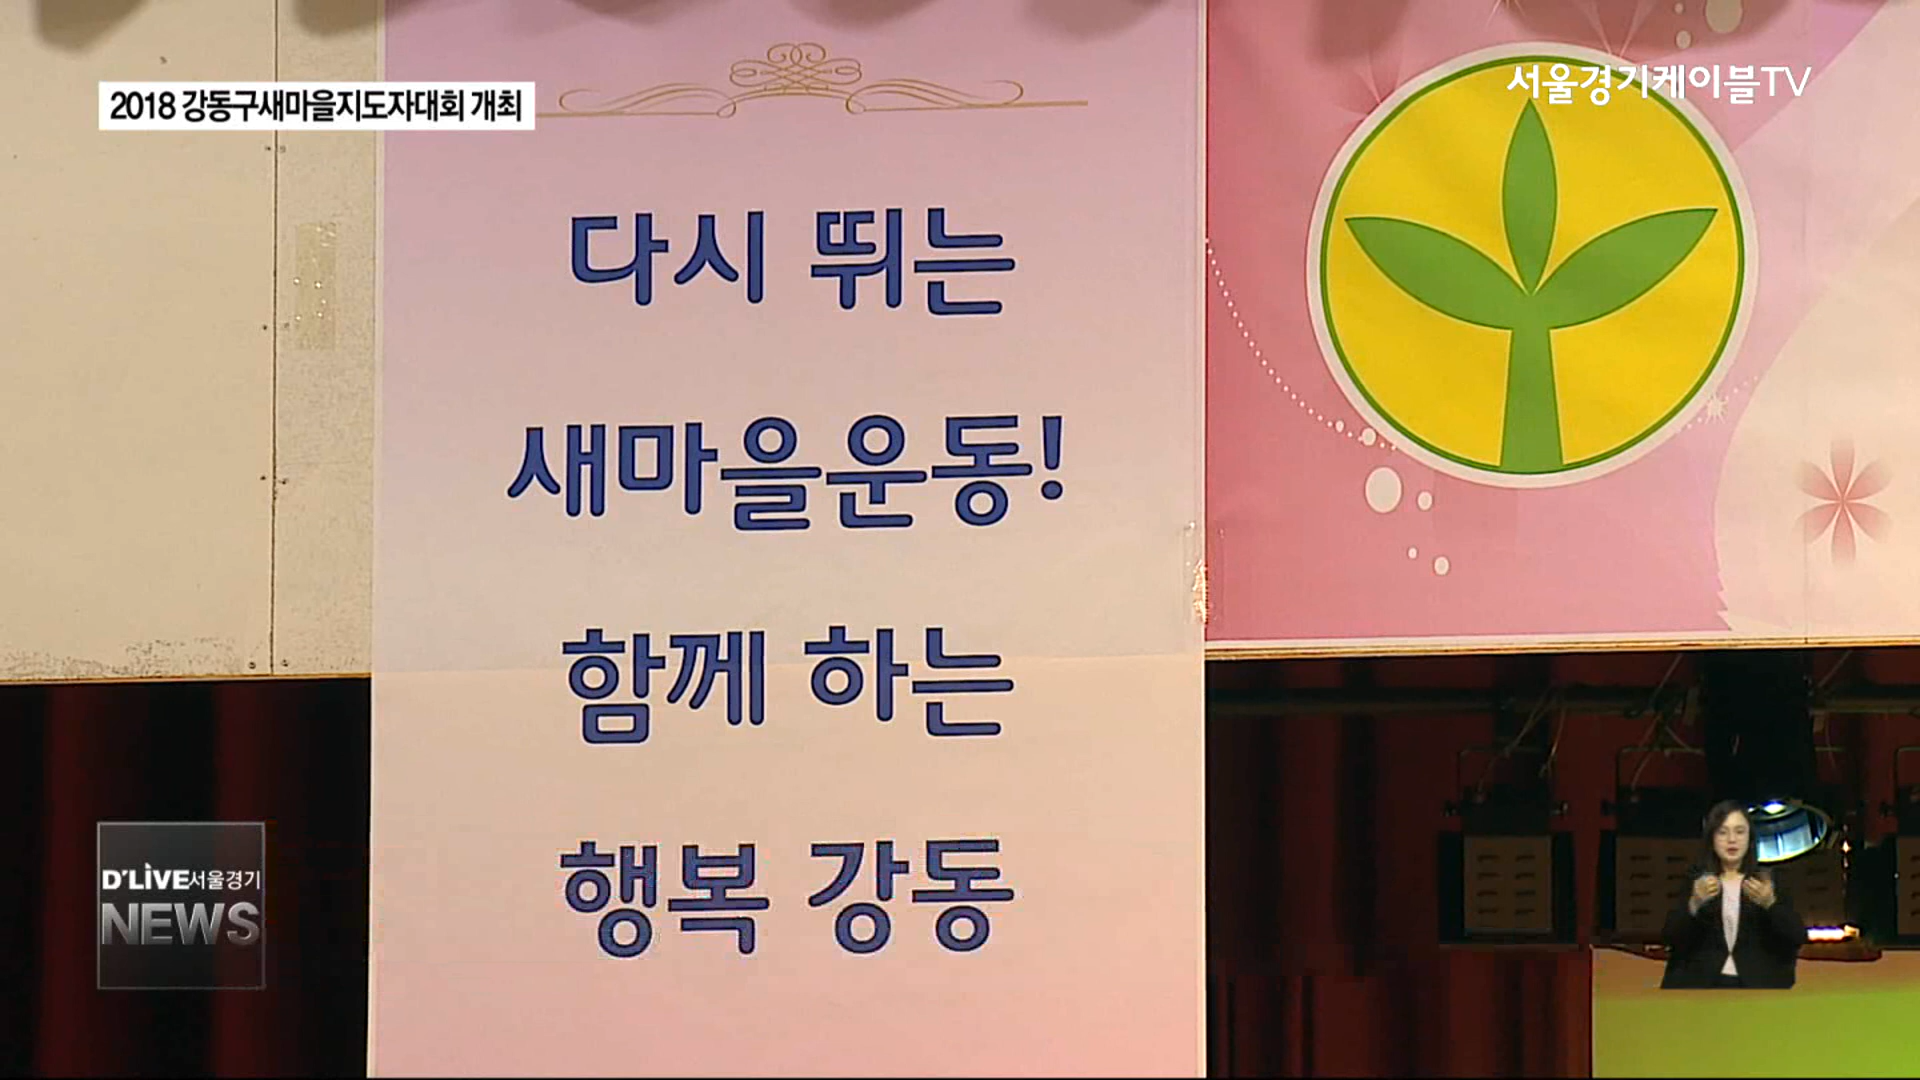 서울경기케이블TV
2018 강동구새마을지도자대회 개최
다시 뛰는
새마을운동!
함께 하는
행복 강동
D'LIVE서울경기
NEWS